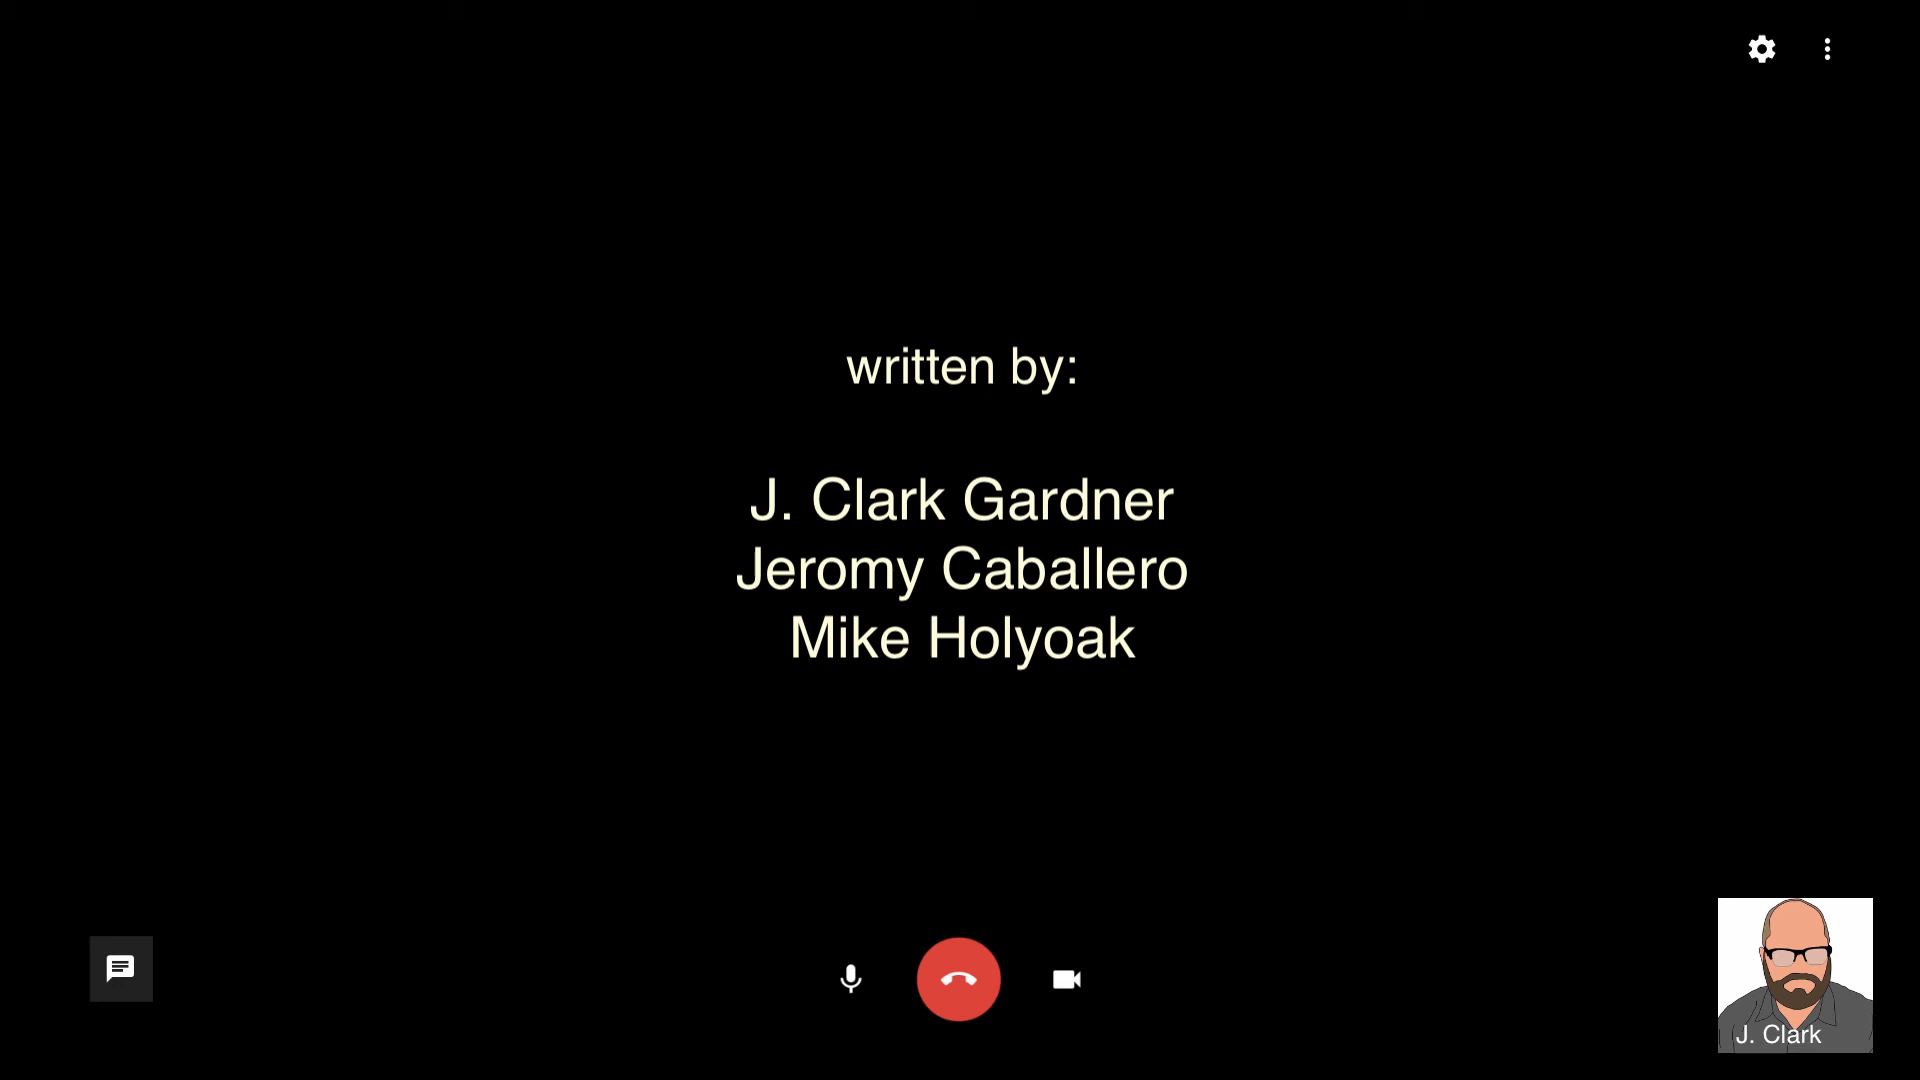 written by:
J. Clark Gardner
Jeromy Caballero
Mike Holyoak
J. Clark